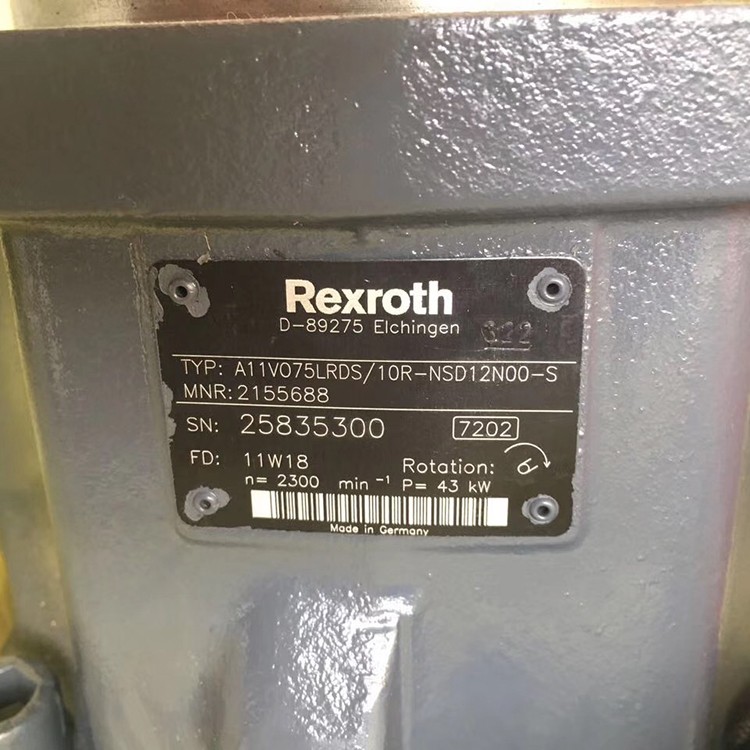 Rexroth
D-89275 Elchingen
TYP: A11VO75LRDS/10R-NSD12N00-S
MNR: 2155688
SN: 25835300 7202
FD: 11W18 Rotation:
n= 2300 min⁻¹ P= 43 kW
Made in Germany